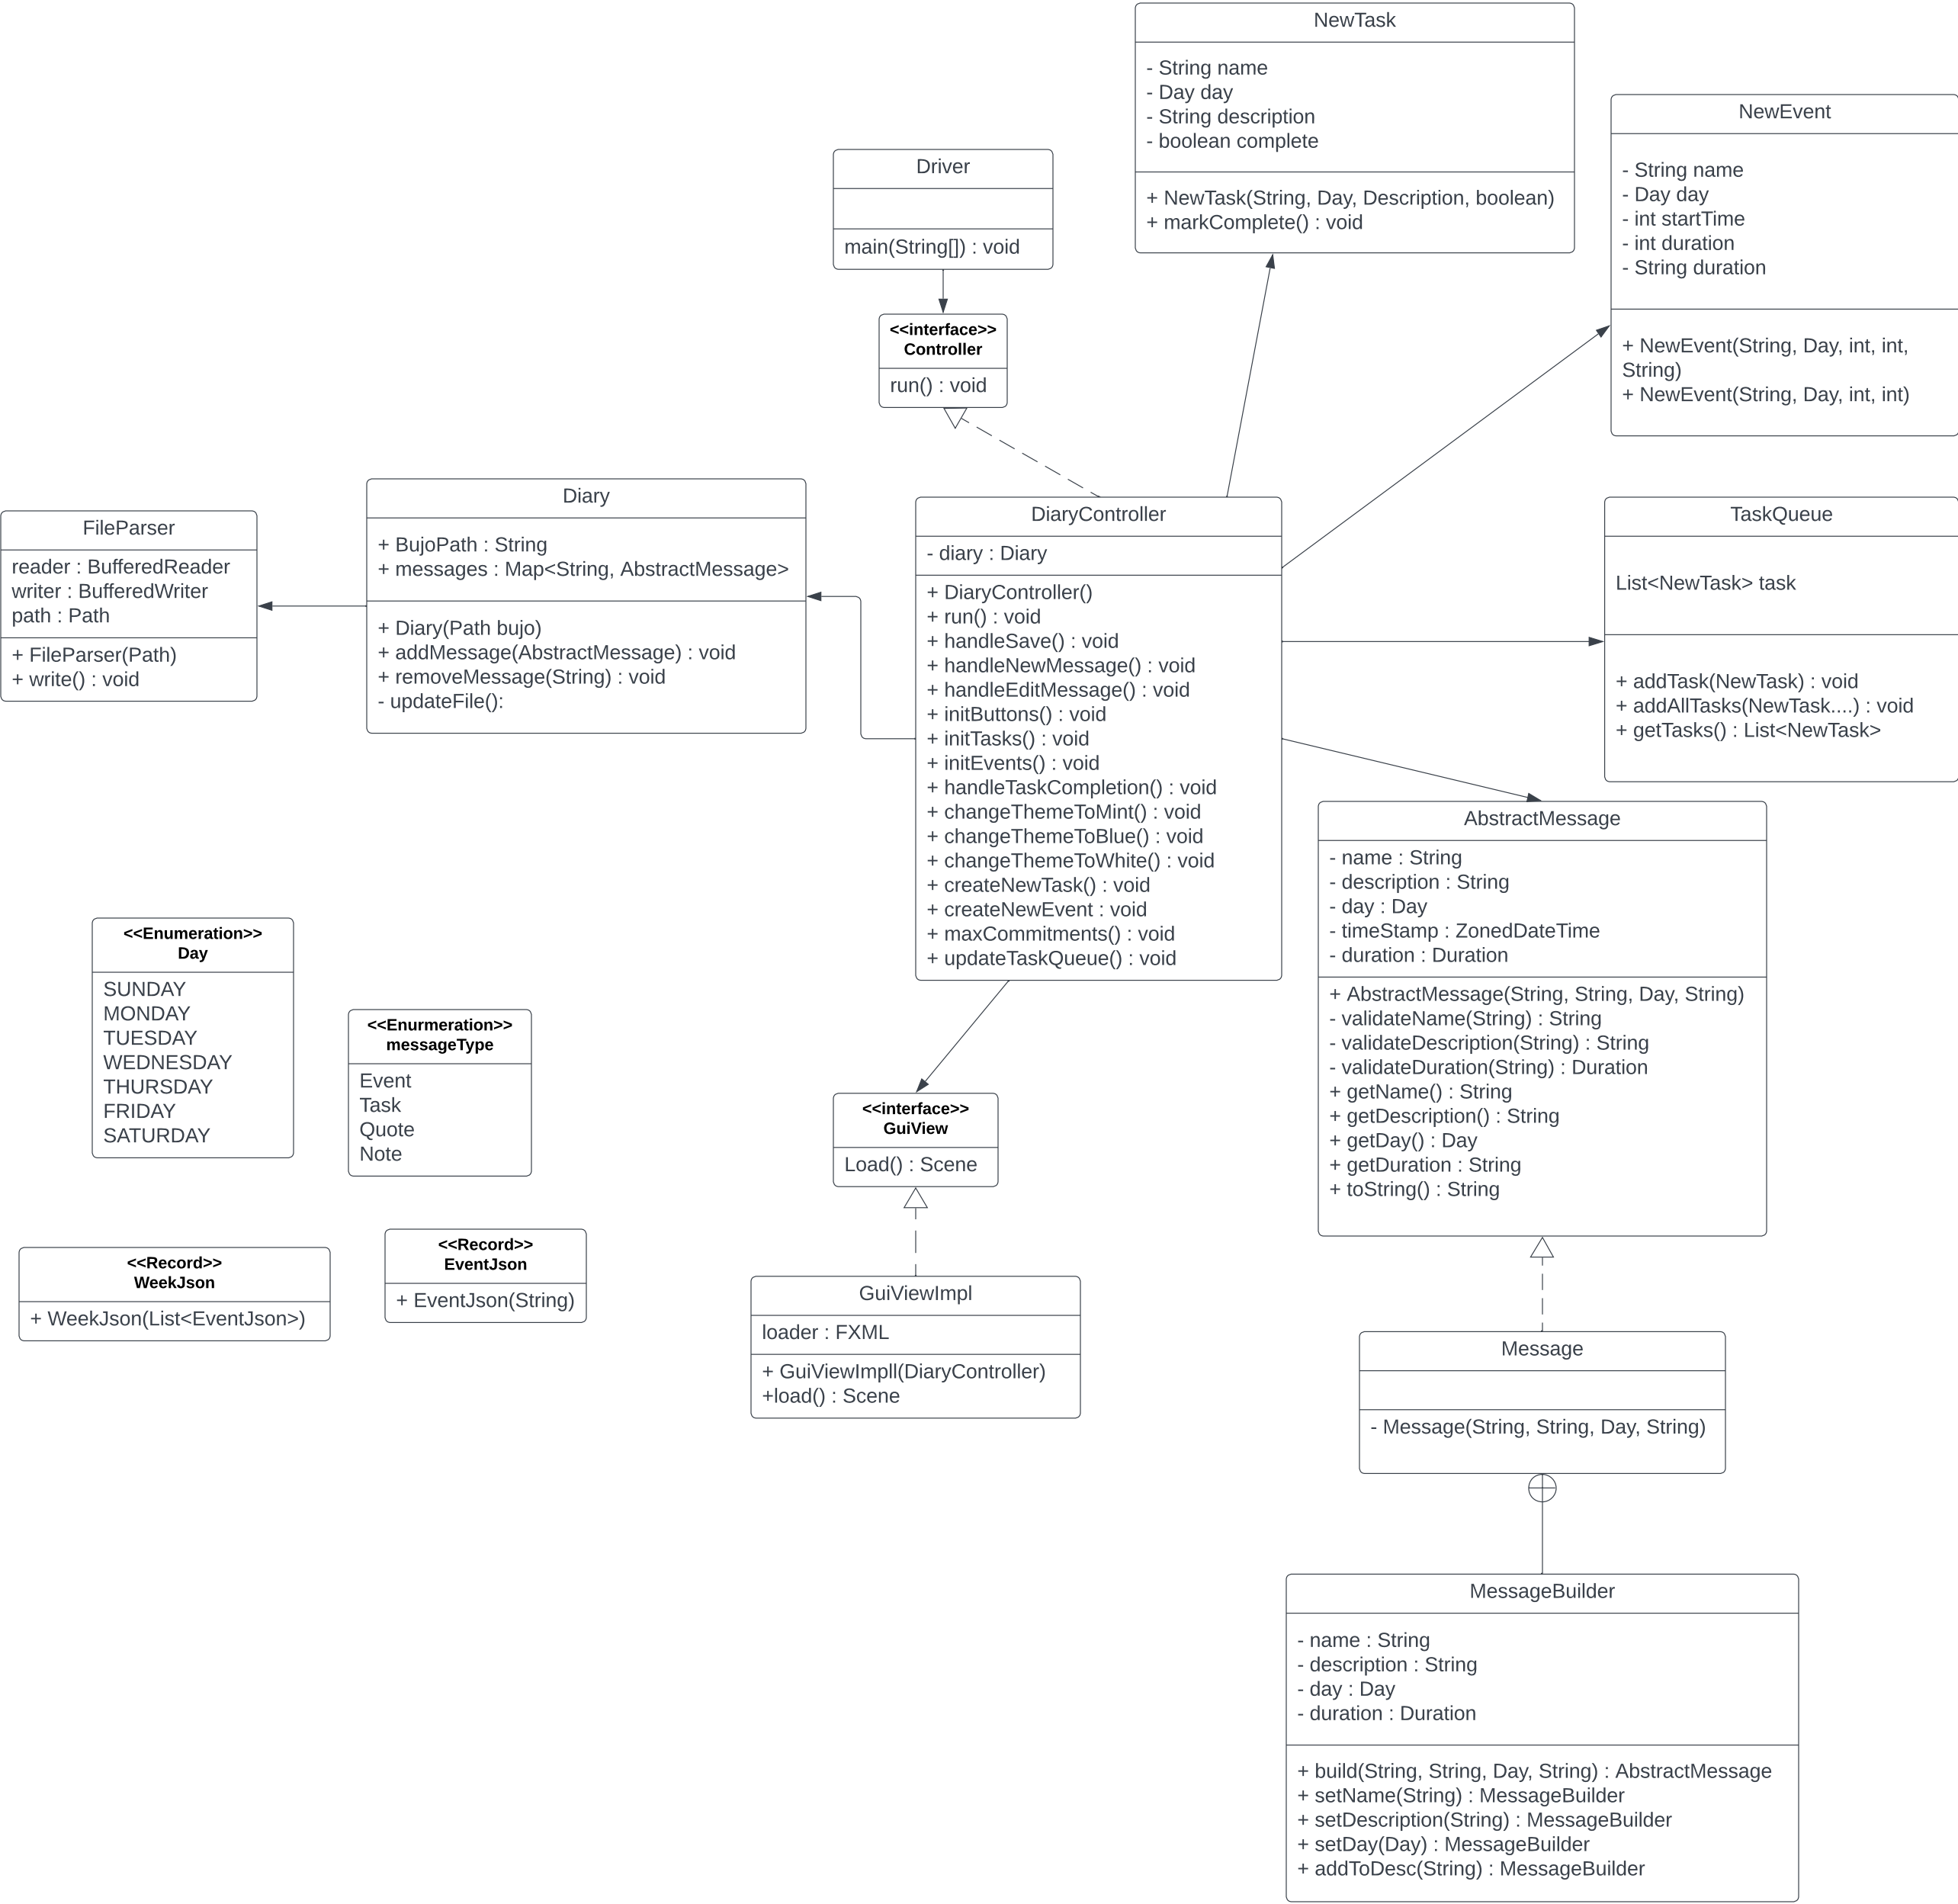 NewTask
- String name
- Day day
- String description
- boolean complete
+ NewTask(String, Day, Description, boolean)
+ markComplete() : void
NewEvent
- String name
- Day day
- int startTime
- int duration
- String duration
+ NewEvent(String, Day, int, int,
String)
+ NewEvent(String, Day, int, int)
Driver
main(String[]) : void
<<interface>>
Controller
run() : void
FileParser
reader : BufferedReader
writer : BufferedWriter
path : Path
+ FileParser(Path)
+ write() : void
Diary
+ BujoPath : String
+ messages : Map<String, AbstractMessage>
+ Diary(Path bujo)
+ addMessage(AbstractMessage) : void
+ removeMessage(String) : void
- updateFile():
DiaryController
- diary : Diary
+ DiaryController()
+ run() : void
+ handleSave() : void
+ handleNewMessage() : void
+ handleEditMessage() : void
+ initButtons() : void
+ initTasks() : void
+ initEvents() : void
+ handleTaskCompletion() : void
+ changeThemeToMint() : void
+ changeThemeToBlue() : void
+ changeThemeToWhite() : void
+ createNewTask() : void
+ createNewEvent : void
+ maxCommitments() : void
+ updateTaskQueue() : void
TaskQueue
List<NewTask> task
+ addTask(NewTask) : void
+ addAllTasks(NewTask....) : void
+ getTasks() : List<NewTask>
AbstractMessage
- name : String
- description : String
- day : Day
- timeStamp : ZonedDateTime
- duration : Duration
+ AbstractMessage(String, String, Day, String)
- validateName(String) : String
- validateDescription(String) : String
- validateDuration(String) : Duration
+ getName() : String
+ getDescription() : String
+ getDay() : Day
+ getDuration : String
+ toString() : String
<<Enumeration>>
Day
SUNDAY
MONDAY
TUESDAY
WEDNESDAY
THURSDAY
FRIDAY
SATURDAY
<<Enurmeration>>
messageType
Event
Task
Quote
Note
<<interface>>
GuiView
Load() : Scene
<<Record>>
WeekJson
+ WeekJson(List<EventJson>)
<<Record>>
EventJson
+ EventJson(String)
GuiViewImpl
loader : FXML
+ GuiViewImpll(DiaryController)
+load() : Scene
Message
- Message(String, String, Day, String)
MessageBuilder
- name : String
- description : String
- day : Day
- duration : Duration
+ build(String, String, Day, String) : AbstractMessage
+ setName(String) : MessageBuilder
+ setDescription(String) : MessageBuilder
+ setDay(Day) : MessageBuilder
+ addToDesc(String) : MessageBuilder